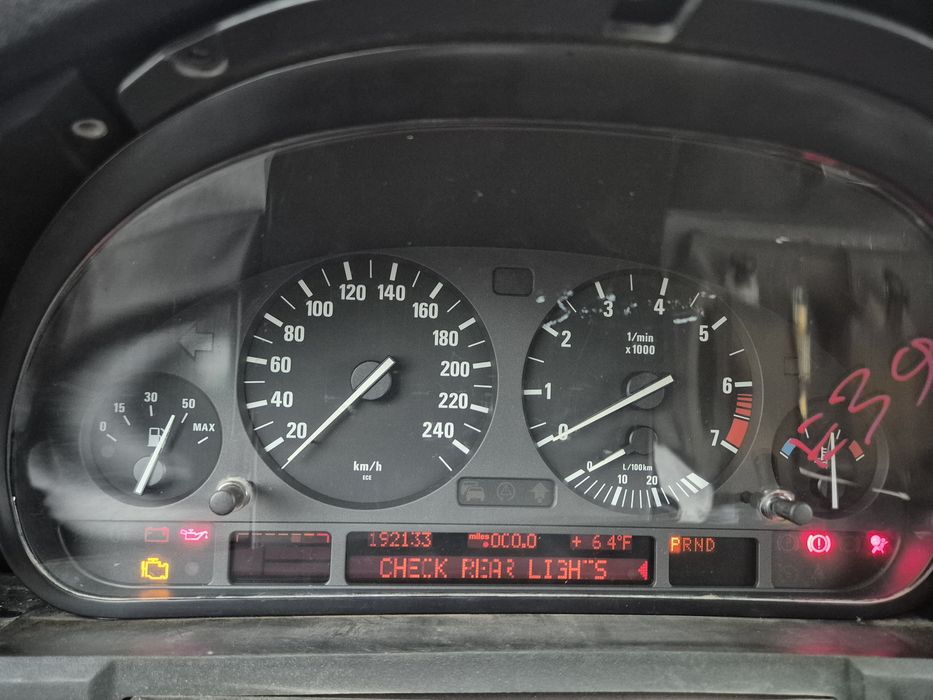 0 15 30 50 MAX
20 40 60 80 100 120 140 160 180 200 220 240
km/h
ECE
0 1 2 3 4 5 6 7
1/min
x1000
0 10 20
L/100km
E39
192133 miles 000.0 + 64°F
CHECK REAR LIGHTS
PRND